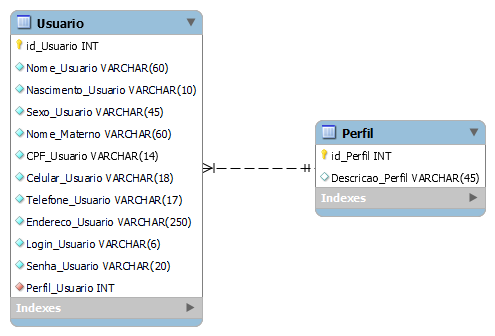 Usuario
id_Usuario INT
Nome_Usuario VARCHAR(60)
Nascimento_Usuario VARCHAR(10)
Sexo_Usuario VARCHAR(45)
Nome_Materno VARCHAR(60)
CPF_Usuario VARCHAR(14)
Celular_Usuario VARCHAR(18)
Telefone_Usuario VARCHAR(17)
Endereco_Usuario VARCHAR(250)
Login_Usuario VARCHAR(6)
Senha_Usuario VARCHAR(20)
Perfil_Usuario INT
Indexes
Perfil
id_Perfil INT
Descricao_Perfil VARCHAR(45)
Indexes